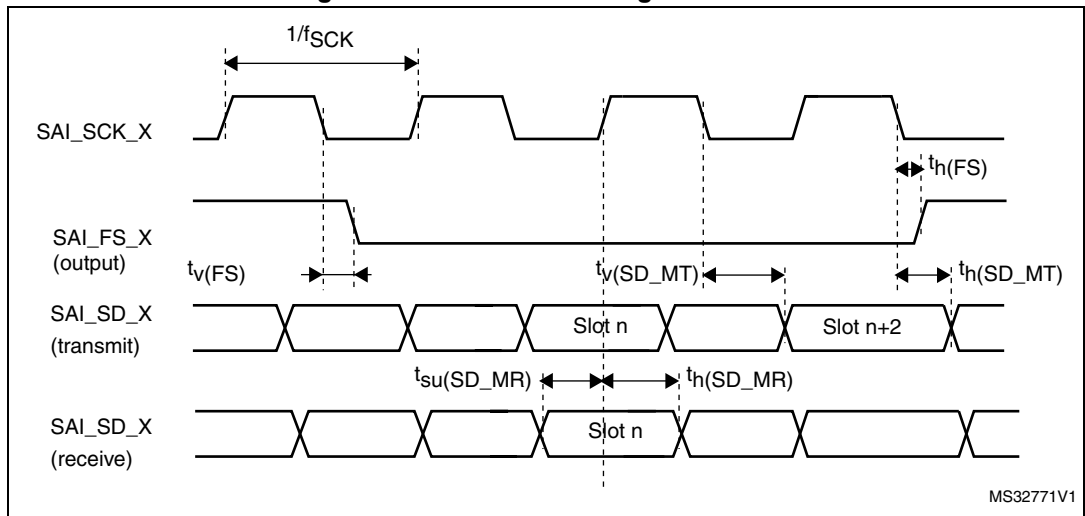 1/fSCK
SAI_SCK_X
th(FS)
SAI_FS_X
(output)
tv(FS)
tv(SD_MT)
th(SD_MT)
SAI_SD_X
(transmit)
Slot n
Slot n+2
tsu(SD_MR)
th(SD_MR)
SAI_SD_X
(receive)
Slot n
MS32771V1